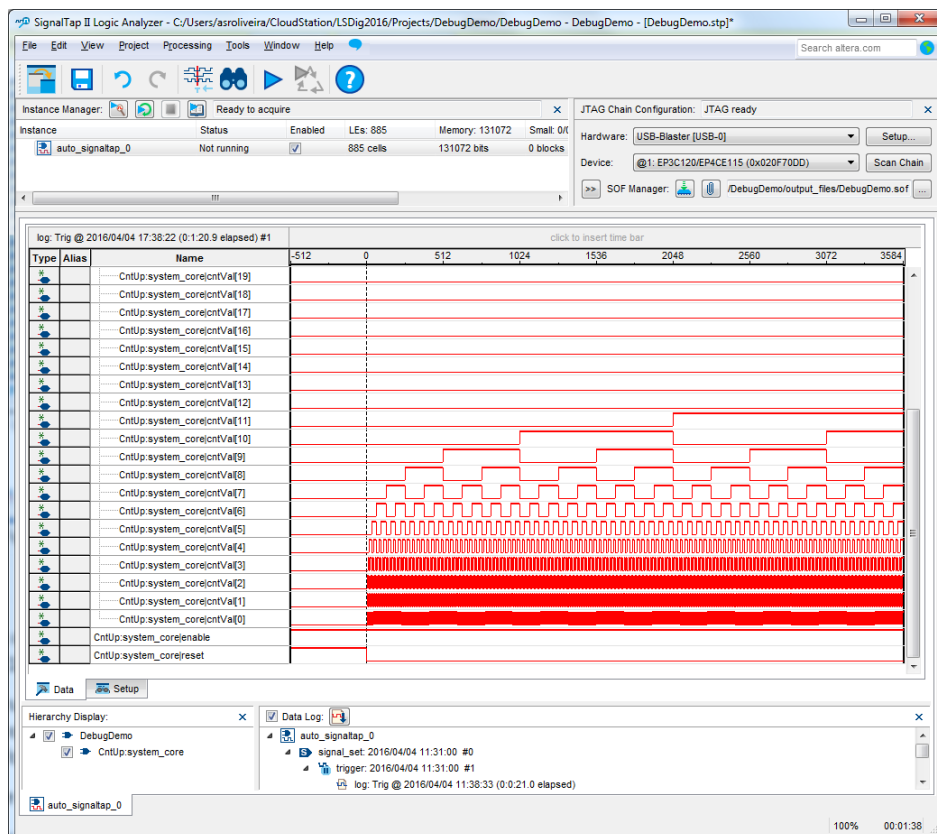 SignalTap II Logic Analyzer - C:/Users/asroliveira/CloudStation/LSDig2016/Projects/DebugDemo/DebugDemo - DebugDemo - [DebugDemo.stp]*
File Edit View Project Processing Tools Window Help
Search altera.com
Instance Manager: Ready to acquire
JTAG Chain Configuration: JTAG ready
Instance Status Enabled LEs: 885 Memory: 131072 Small: 0/(
auto_signaltap_0 Not running 885 cells 131072 bits 0 blocks
Hardware: USB-Blaster [USB-0] Setup...
Device: @1: EP3C120/EP4CE115 (0x020F70DD) Scan Chain
>> SOF Manager: /DebugDemo/output_files/DebugDemo.sof ...
log: Trig @ 2016/04/04 17:38:22 (0:1:20.9 elapsed) #1
click to insert time bar
Type Alias Name
-512 0 512 1024 1536 2048 2560 3072 3584
CntUp:system_core|cntVal[19]
CntUp:system_core|cntVal[18]
CntUp:system_core|cntVal[17]
CntUp:system_core|cntVal[16]
CntUp:system_core|cntVal[15]
CntUp:system_core|cntVal[14]
CntUp:system_core|cntVal[13]
CntUp:system_core|cntVal[12]
CntUp:system_core|cntVal[11]
CntUp:system_core|cntVal[10]
CntUp:system_core|cntVal[9]
CntUp:system_core|cntVal[8]
CntUp:system_core|cntVal[7]
CntUp:system_core|cntVal[6]
CntUp:system_core|cntVal[5]
CntUp:system_core|cntVal[4]
CntUp:system_core|cntVal[3]
CntUp:system_core|cntVal[2]
CntUp:system_core|cntVal[1]
CntUp:system_core|cntVal[0]
CntUp:system_core|enable
CntUp:system_core|reset
Data Setup
Hierarchy Display:
DebugDemo
CntUp:system_core
Data Log:
auto_signaltap_0
signal_set: 2016/04/04 11:31:00 #0
trigger: 2016/04/04 11:31:00 #1
log: Trig @ 2016/04/04 11:38:33 (0:0:21.0 elapsed)
auto_signaltap_0
100% 00:01:38